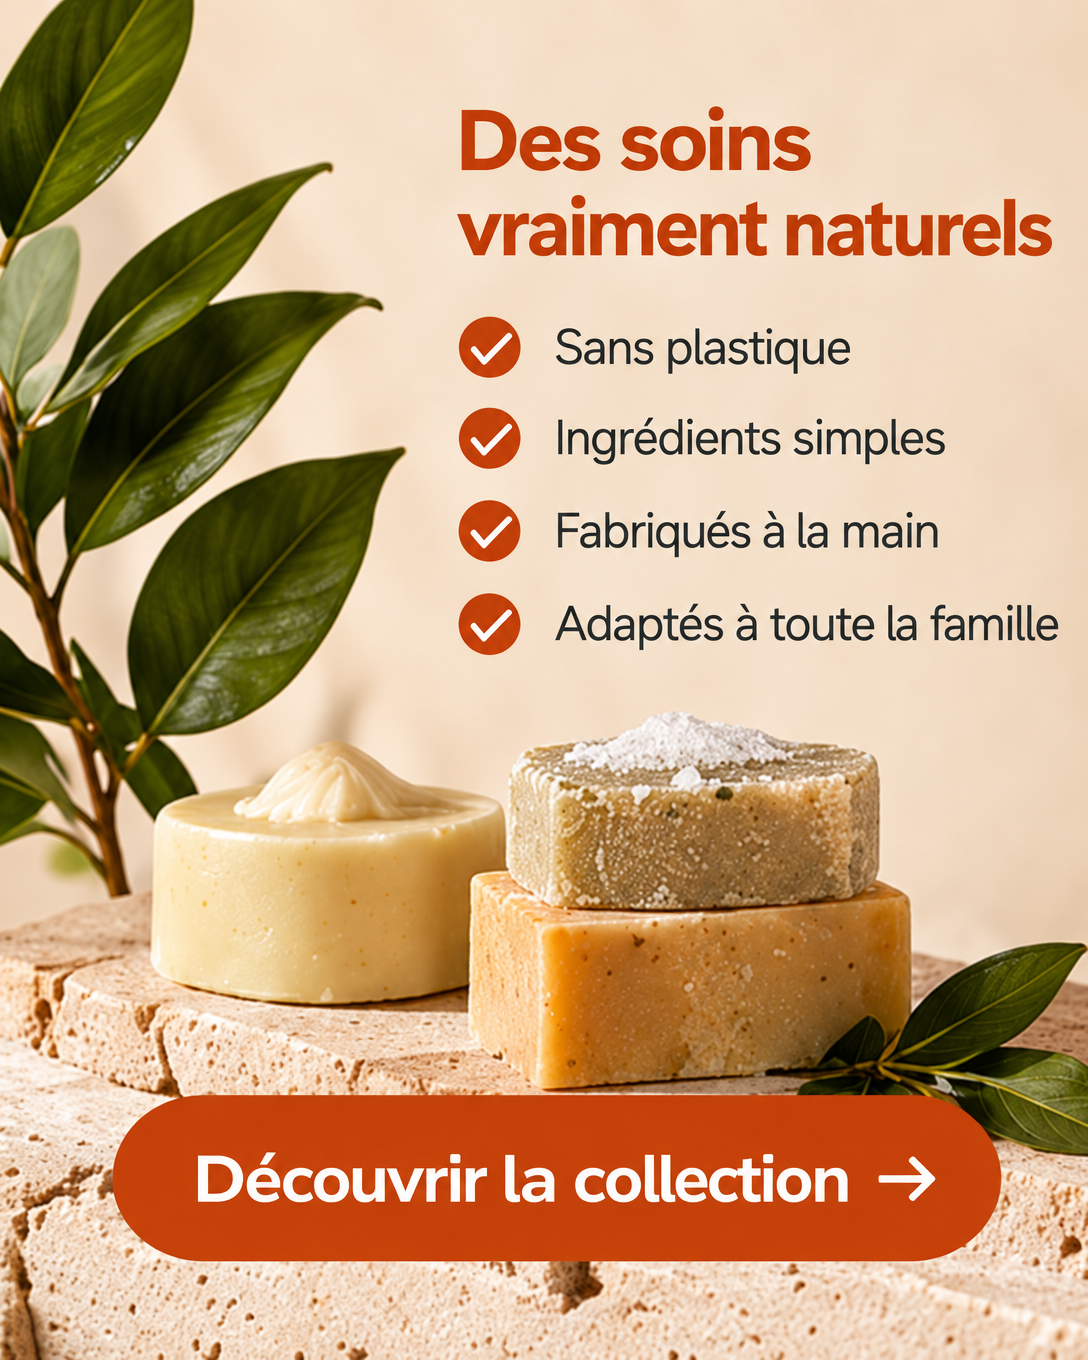 Des soins
vraiment naturels
Sans plastique
Ingrédients simples
Fabriqués à la main
Adaptés à toute la famille
Découvrir la collection →